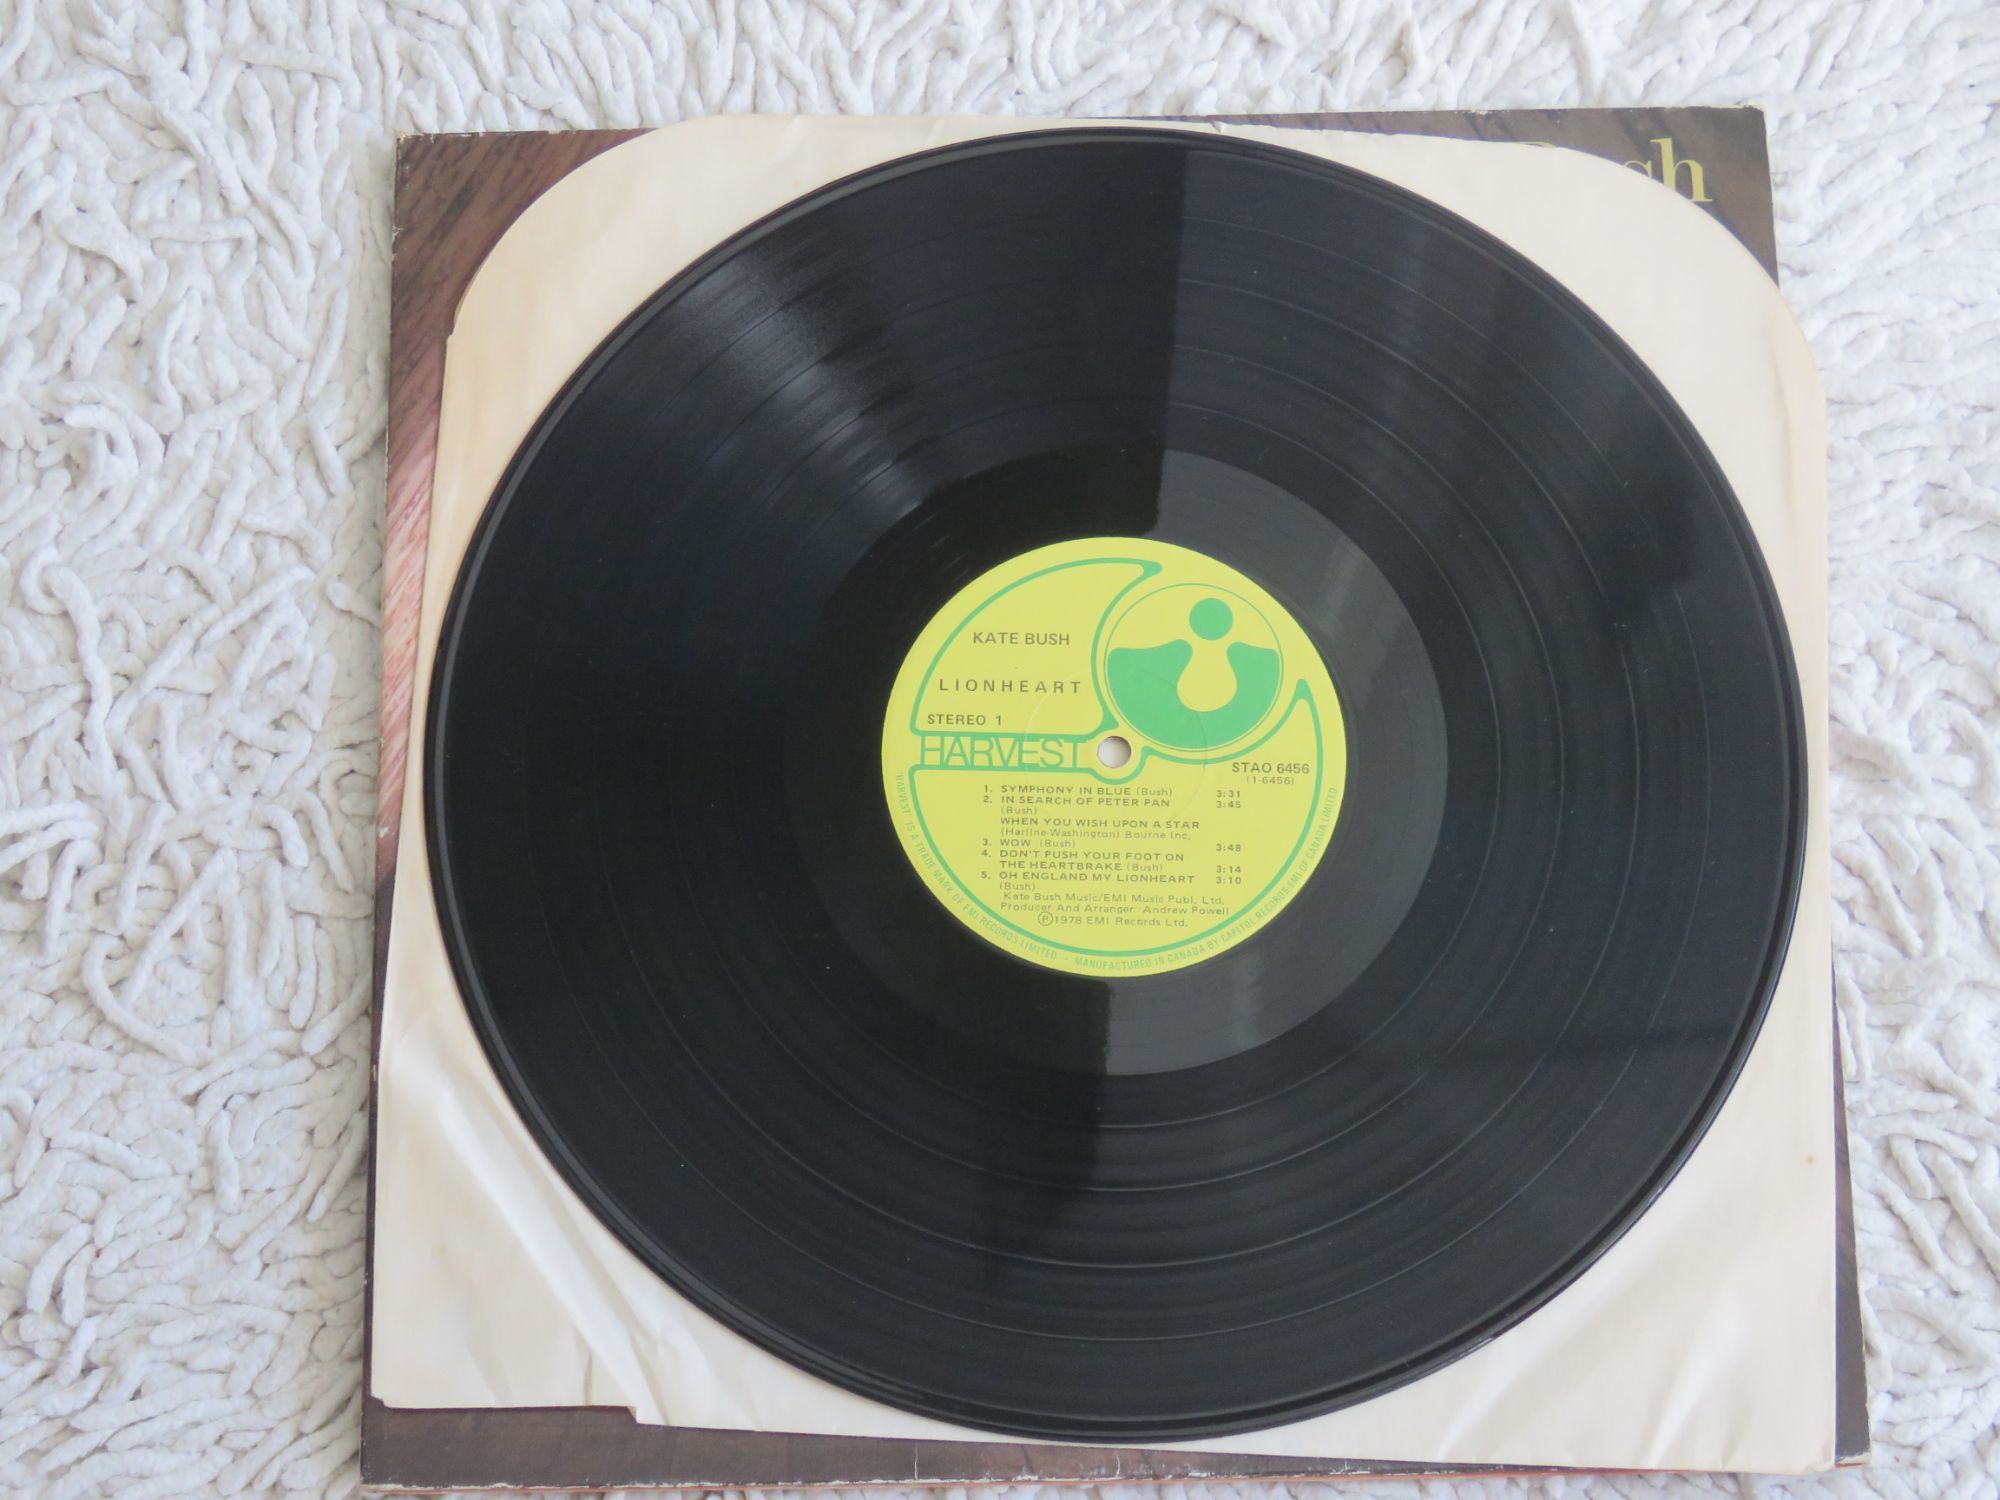 Bush
KATE BUSH
LIONHEART
STEREO 1
HARVEST
STAO 6456
(1-6456)
1. SYMPHONY IN BLUE (Bush) 3:31
2. IN SEARCH OF PETER PAN 3:45
(Bush)
WHEN YOU WISH UPON A STAR
(Harline-Washington) Bourne Inc.
3. WOW (Bush) 3:48
4. DON'T PUSH YOUR FOOT ON
THE HEARTBRAKE (Bush) 3:14
5. OH ENGLAND MY LIONHEART 3:10
(Bush)
Kate Bush Music/EMI Music Publ. Ltd.
Producer And Arranger: Andrew Powell
Ⓟ1978 EMI Records Ltd.
'HARVEST' IS A TRADE MARK OF EMI RECORDS LIMITED - MANUFACTURED IN CANADA BY CAPITOL RECORDS-EMI OF CANADA LIMITED